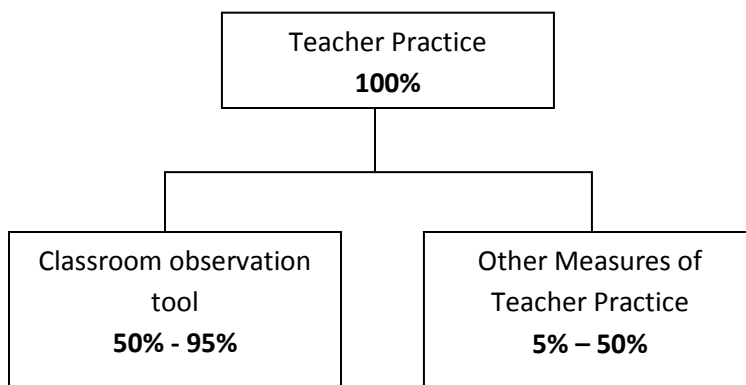 Teacher Practice
100%
Classroom observation
tool
50% - 95%
Other Measures of
Teacher Practice
5% – 50%